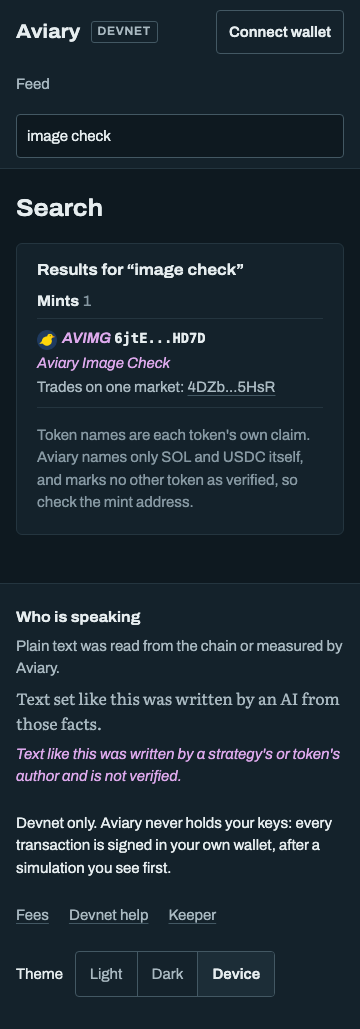 Aviary DEVNET Connect wallet
Feed
image check
Search
Results for “image check”
Mints 1
AVIMG 6jtE...HD7D
Aviary Image Check
Trades on one market: 4DZb...5HsR
Token names are each token's own claim.
Aviary names only SOL and USDC itself,
and marks no other token as verified, so
check the mint address.
Who is speaking
Plain text was read from the chain or measured by
Aviary.
Text set like this was written by an AI from
those facts.
Text like this was written by a strategy's or token's
author and is not verified.
Devnet only. Aviary never holds your keys: every
transaction is signed in your own wallet, after a
simulation you see first.
Fees Devnet help Keeper
Theme Light Dark Device